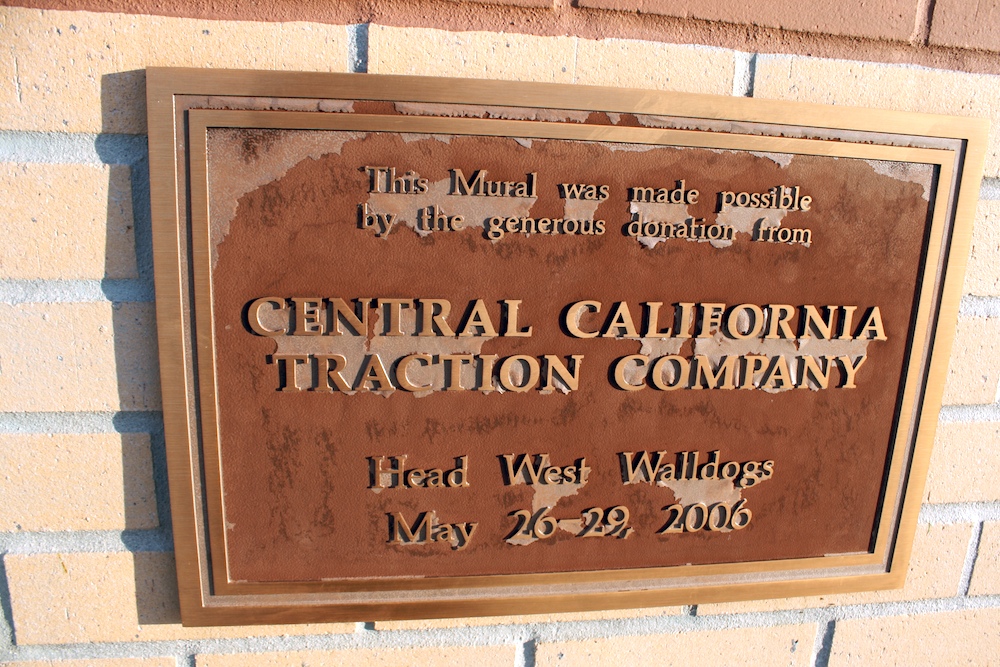 This Mural was made possible
by the generous donation from
CENTRAL CALIFORNIA
TRACTION COMPANY
Head West Walldogs
May 26-29, 2006